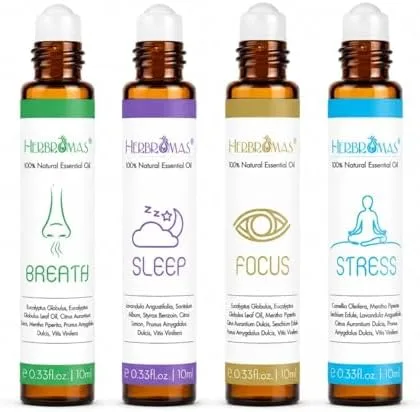 HERBROMAS®
100% Natural Essential Oil
BREATH
Eucalyptus Globulus, Eucalyptus
Globulus Leaf Oil, Citrus Aurantium
Dulcis, Mentha Piperita, Prunus Amygdalus
Dulcis, Vitis Vinifera
e 0.33fl.oz. | 10ml
HERBROMAS®
100% Natural Essential Oil
SLEEP
Lavandula Angustifolia, Santalum
Album, Styrax Benzoin, Citrus
Limon, Prunus Amygdalus
Dulcis, Vitis Vinifera
e 0.33fl.oz. | 10ml
HERBROMAS®
100% Natural Essential Oil
FOCUS
Eucalyptus Globulus, Eucalyptus
Globulus Leaf Oil, Mentha Piperita,
Citrus Aurantium Dulcis, Sechium Edule
Prunus Amygdalus Dulcis,
Vitis Vinifera
e 0.33fl.oz. | 10ml
HERBROMAS®
100% Natural Essential Oil
STRESS
Camellia Oleifera, Mentha Piperita
Sechium Edule, Lavandula Angustifolia
Citrus Aurantium Dulcis, Prunus
Amygdalus Dulcis, Vitis Vinifera
e 0.33fl.oz. | 10ml